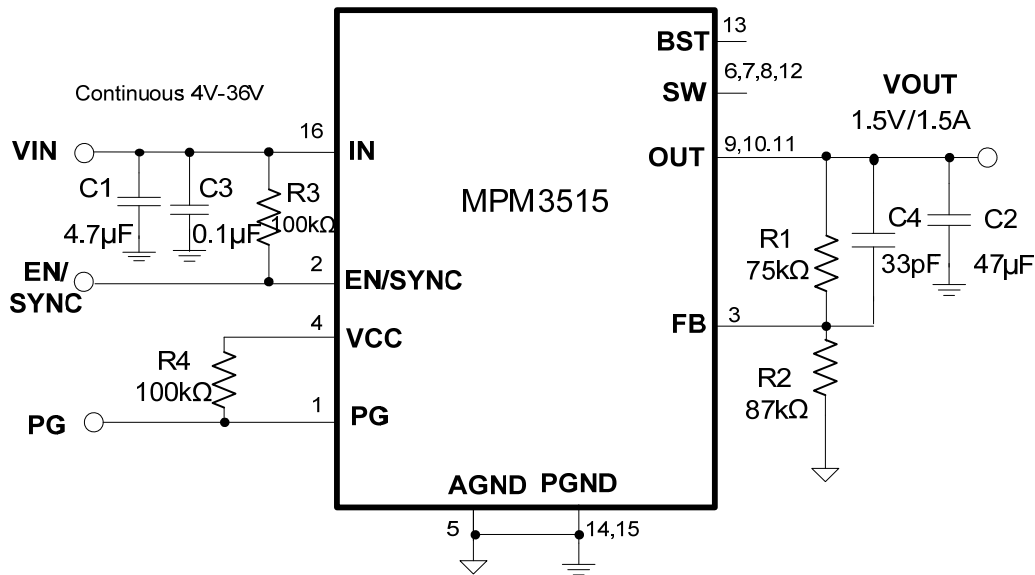 13
BST
6,7,8,12
SW
VOUT
1.5V/1.5A
Continuous 4V-36V
16
VIN
IN
OUT
9,10.11
MPM3515
C1
C3
R3
100kΩ
4.7µF
0.1µF
C4
C2
R1
75kΩ
33pF
47µF
EN/
SYNC
2
EN/SYNC
4
VCC
FB
3
R4
100kΩ
R2
87kΩ
PG
1
PG
AGND
PGND
5
14,15